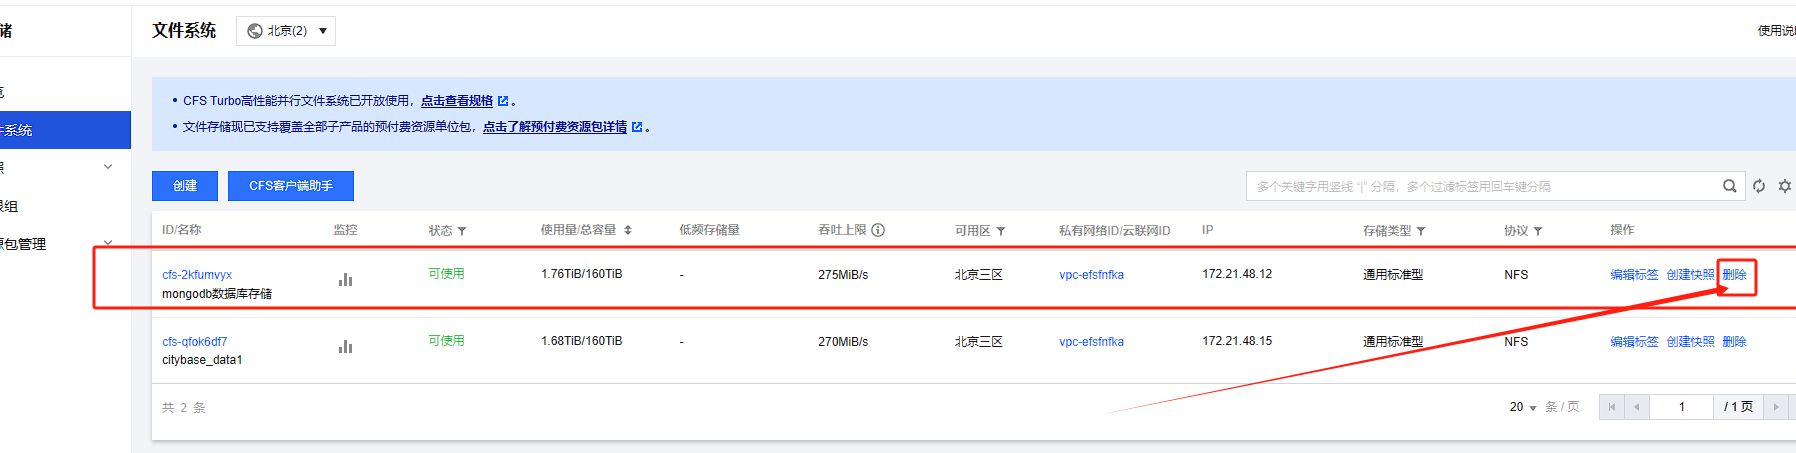 储
文件系统 北京(2)
使用说
览
CFS Turbo高性能并行文件系统已开放使用，点击查看规格。
件系统
文件存储现已支持覆盖全部子产品的预付费资源单位包，点击了解预付费资源包详情。
照
创建 CFS客户端助手 多个关键字用竖线 “|” 分隔，多个过滤标签用回车键分隔
限组
ID/名称 监控 状态 使用量/总容量 低频存储量 吞吐上限 可用区 私有网络ID/云联网ID IP 存储类型 协议 操作
源包管理
cfs-2kfumvyx 可使用 1.76TiB/160TiB - 275MiB/s 北京三区 vpc-efsfnfka 172.21.48.12 通用标准型 NFS 编辑标签 创建快照 删除
mongodb数据库存储
cfs-qfok6df7 可使用 1.68TiB/160TiB - 270MiB/s 北京三区 vpc-efsfnfka 172.21.48.15 通用标准型 NFS 编辑标签 创建快照 删除
citybase_data1
共 2 条 20 条 / 页 1 / 1 页